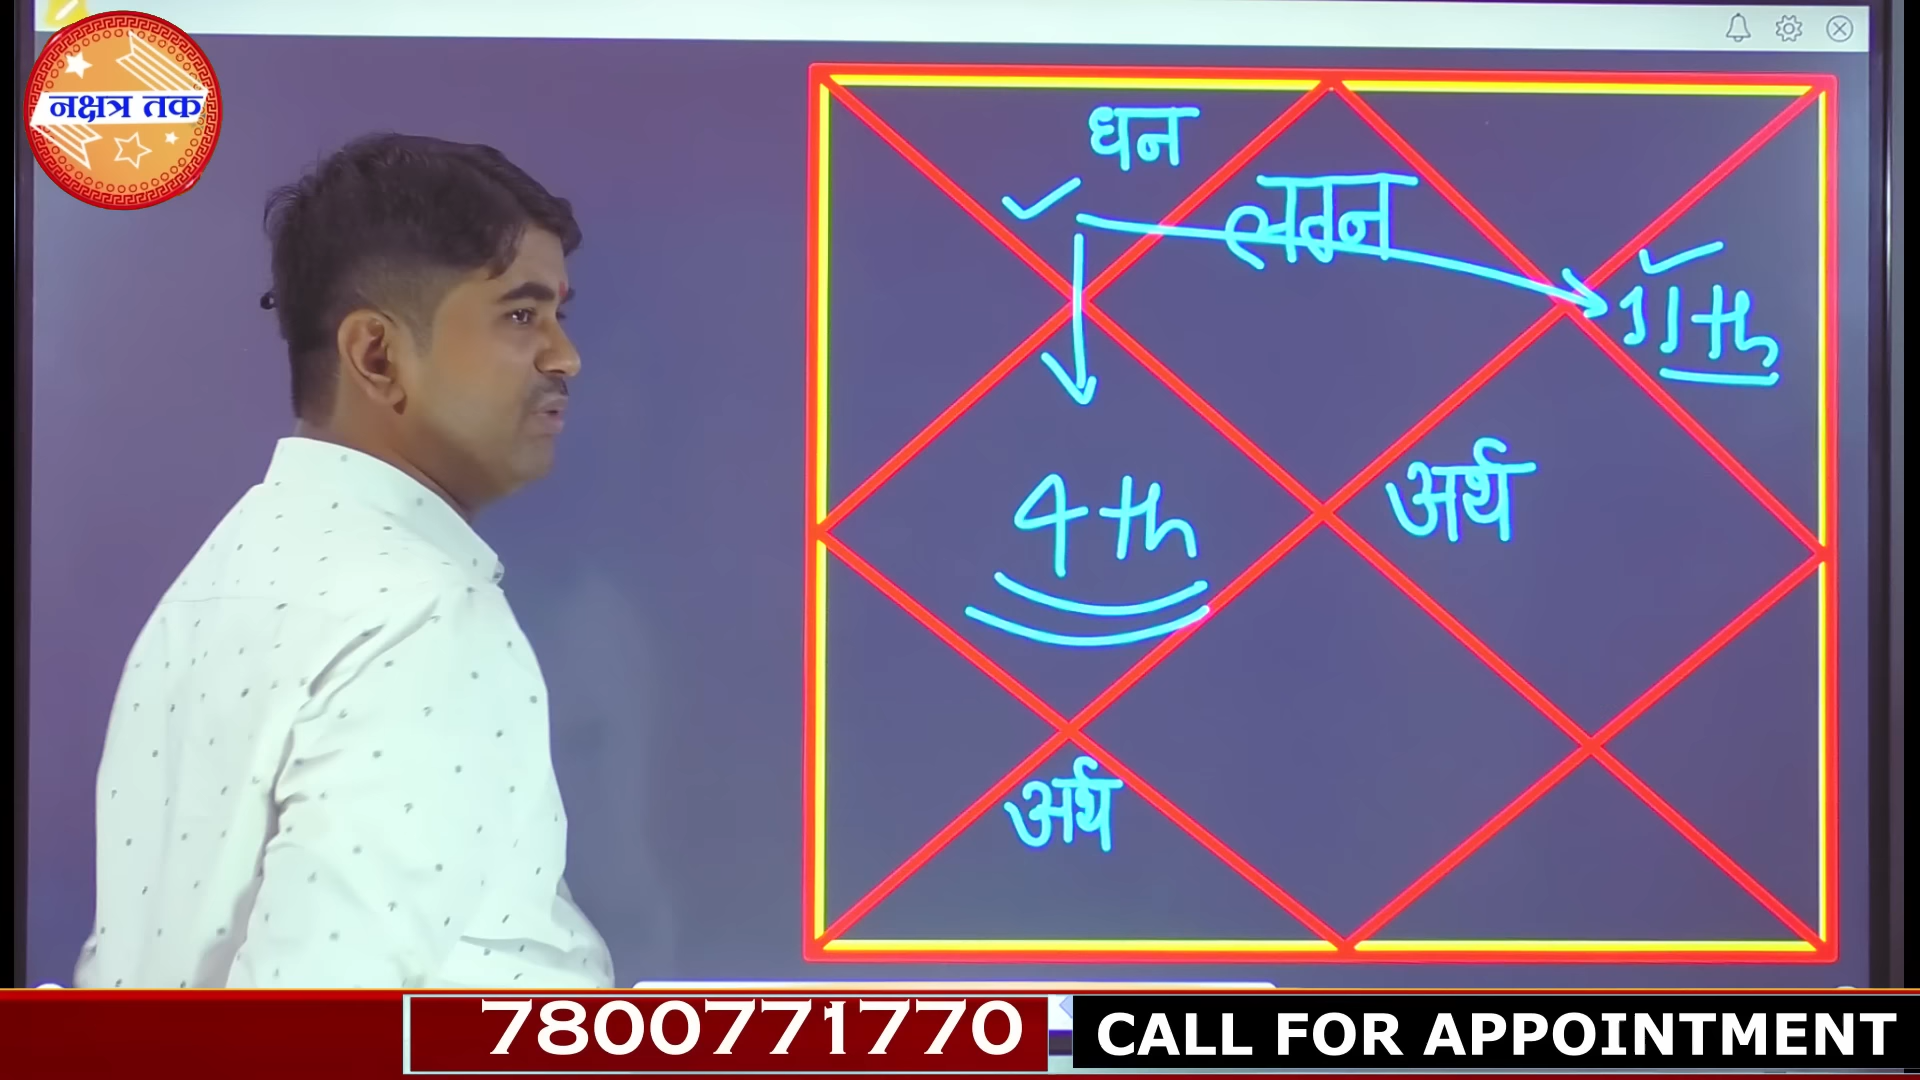 नक्षत्र तक
धन
लग्न
11th
4th
अर्थ
अर्थ
7800771770
CALL FOR APPOINTMENT